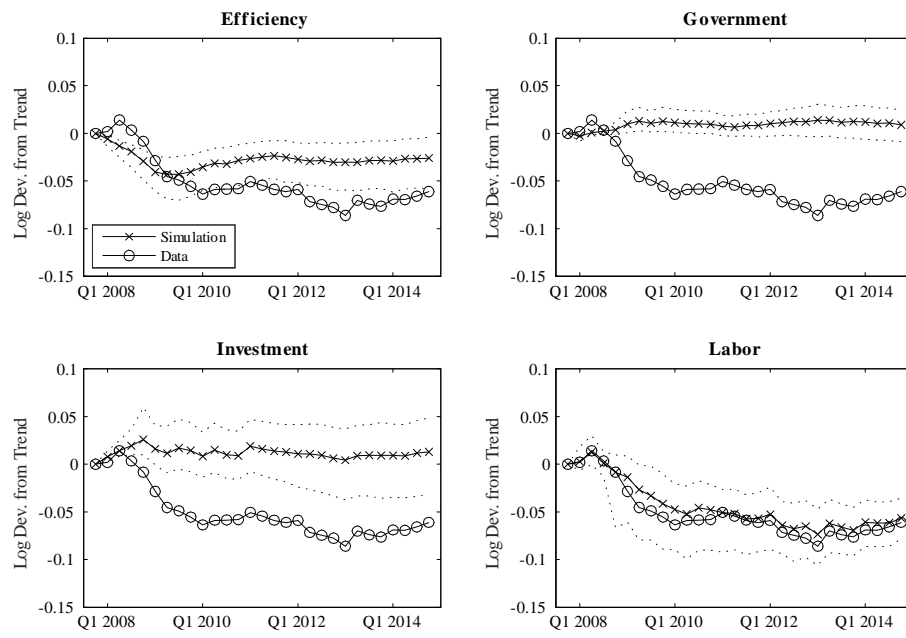 Efficiency
Government
0.1
0.05
0
-0.05
-0.1
-0.15
Log Dev. from Trend
Simulation
Data
Q1 2008 Q1 2010 Q1 2012 Q1 2014
0.1
0.05
0
-0.05
-0.1
-0.15
Log Dev. from Trend
Q1 2008 Q1 2010 Q1 2012 Q1 2014
Investment
Labor
0.1
0.05
0
-0.05
-0.1
-0.15
Log Dev. from Trend
Q1 2008 Q1 2010 Q1 2012 Q1 2014
0.1
0.05
0
-0.05
-0.1
-0.15
Log Dev. from Trend
Q1 2008 Q1 2010 Q1 2012 Q1 2014